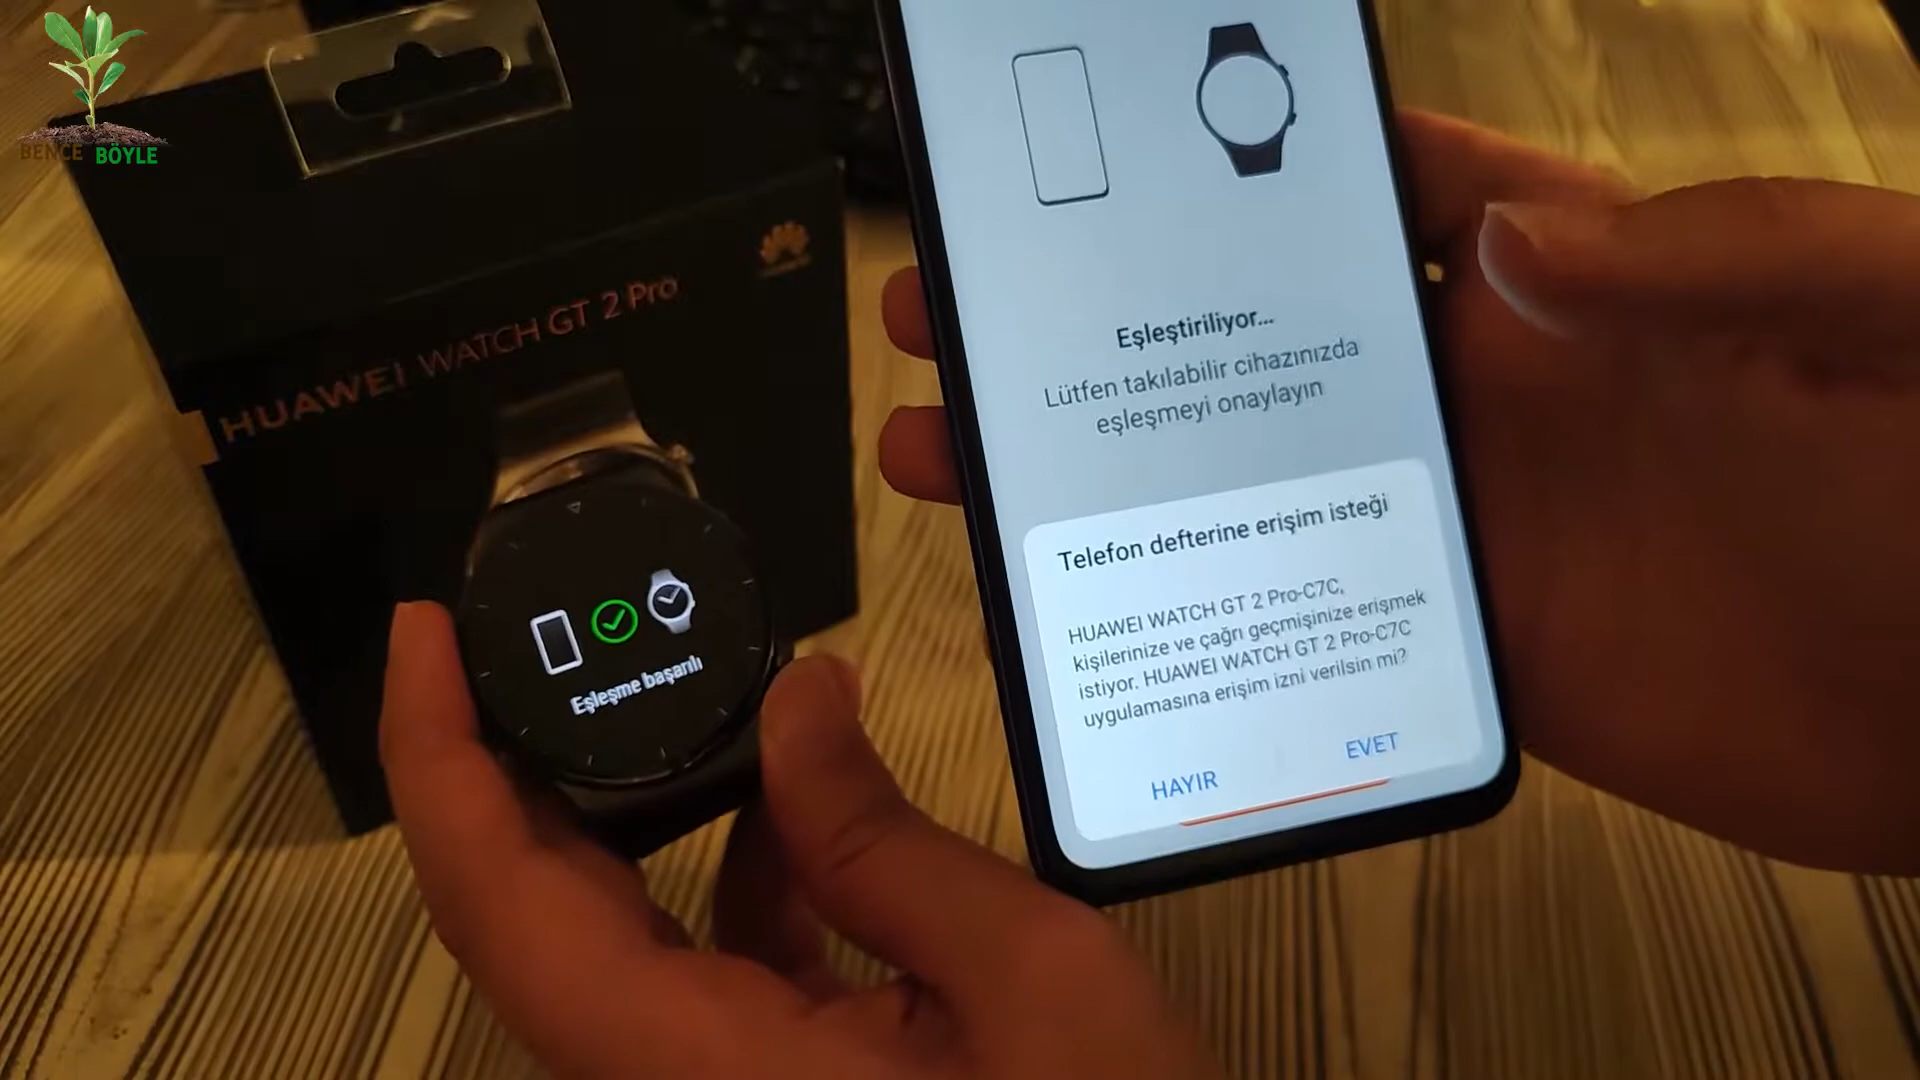 BENCE BÖYLE
HUAWEI WATCH GT 2 Pro
Eşleşme başarılı
Eşleştiriliyor...
Lütfen takılabilir cihazınızda
eşleşmeyi onaylayın
Telefon defterine erişim isteği
HUAWEI WATCH GT 2 Pro-C7C,
kişilerinize ve çağrı geçmişinize erişmek
istiyor. HUAWEI WATCH GT 2 Pro-C7C
uygulamasına erişim izni verilsin mi?
HAYIR
EVET